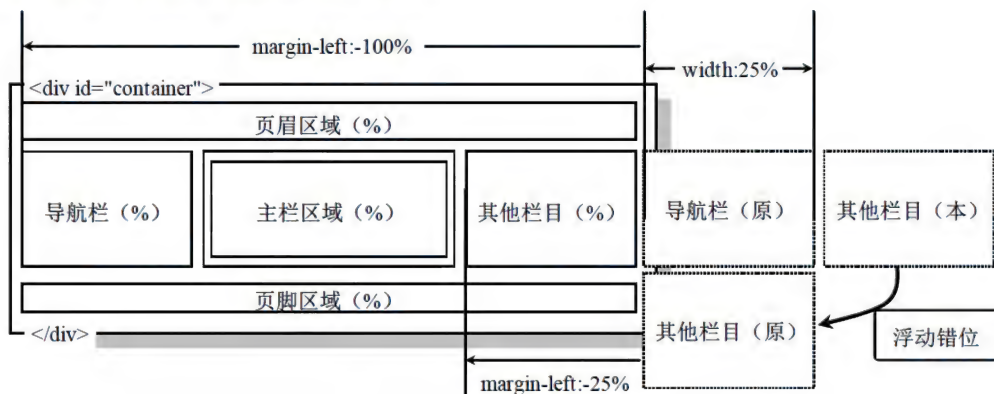 margin-left:-100%
width:25%
<div id="container">
页眉区域（%）
导航栏（%）
主栏区域（%）
其他栏目（%）
导航栏（原）
其他栏目（本）
页脚区域（%）
其他栏目（原）
浮动错位
</div>
margin-left:-25%